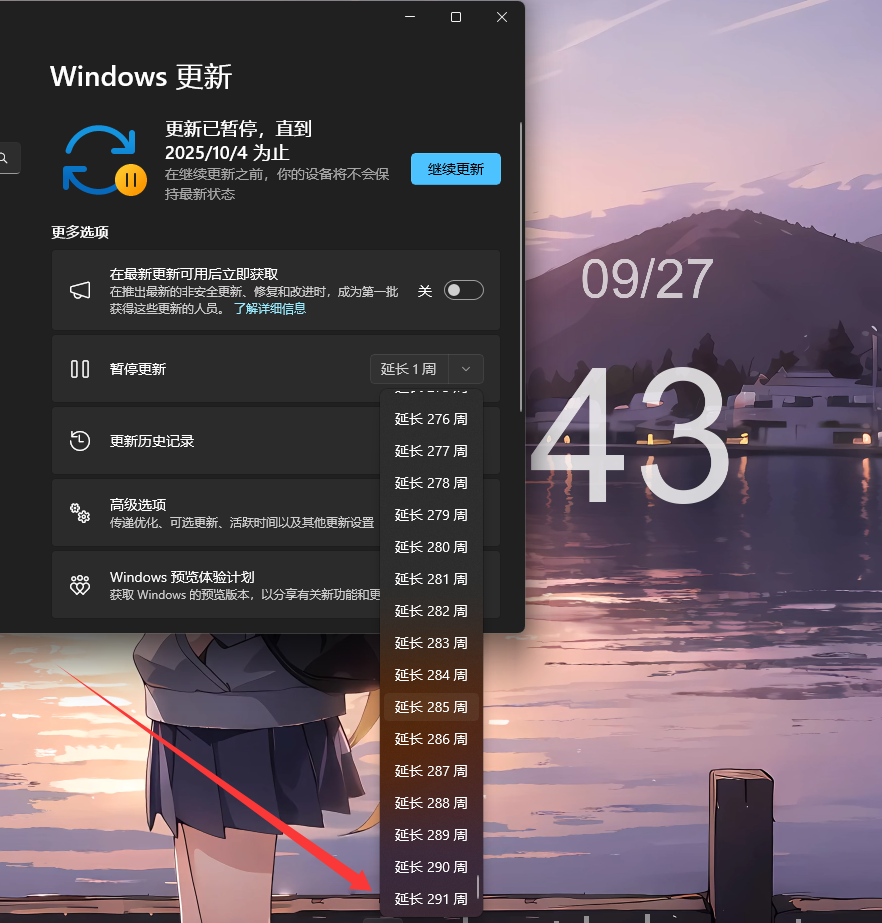 Windows 更新
更新已暂停，直到
2025/10/4 为止
在继续更新之前，你的设备将不会保
持最新状态
继续更新
更多选项
在最新更新可用后立即获取
在推出最新的非安全更新、修复和改进时，成为第一批
获得这些更新的人员。 了解详细信息
关
暂停更新
延长 1 周
更新历史记录
高级选项
传递优化、可选更新、活跃时间以及其他更新设置
Windows 预览体验计划
获取 Windows 的预览版本，以分享有关新功能和更
延长 276 周
延长 277 周
延长 278 周
延长 279 周
延长 280 周
延长 281 周
延长 282 周
延长 283 周
延长 284 周
延长 285 周
延长 286 周
延长 287 周
延长 288 周
延长 289 周
延长 290 周
延长 291 周
09/27
43